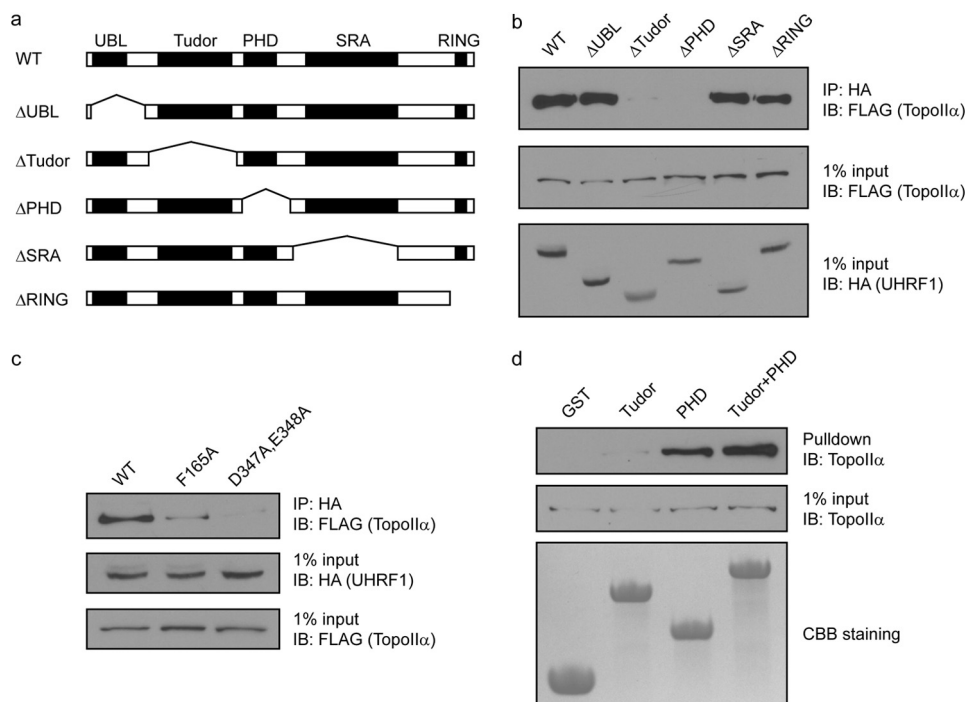 a
UBL Tudor PHD SRA RING
WT
ΔUBL
ΔTudor
ΔPHD
ΔSRA
ΔRING
b
WT ΔUBL ΔTudor ΔPHD ΔSRA ΔRING
IP: HA
IB: FLAG (TopoIIα)
1% input
IB: FLAG (TopoIIα)
1% input
IB: HA (UHRF1)
c
WT F165A D347A,E348A
IP: HA
IB: FLAG (TopoIIα)
1% input
IB: HA (UHRF1)
1% input
IB: FLAG (TopoIIα)
d
GST Tudor PHD Tudor+PHD
Pulldown
IB: TopoIIα
1% input
IB: TopoIIα
CBB staining